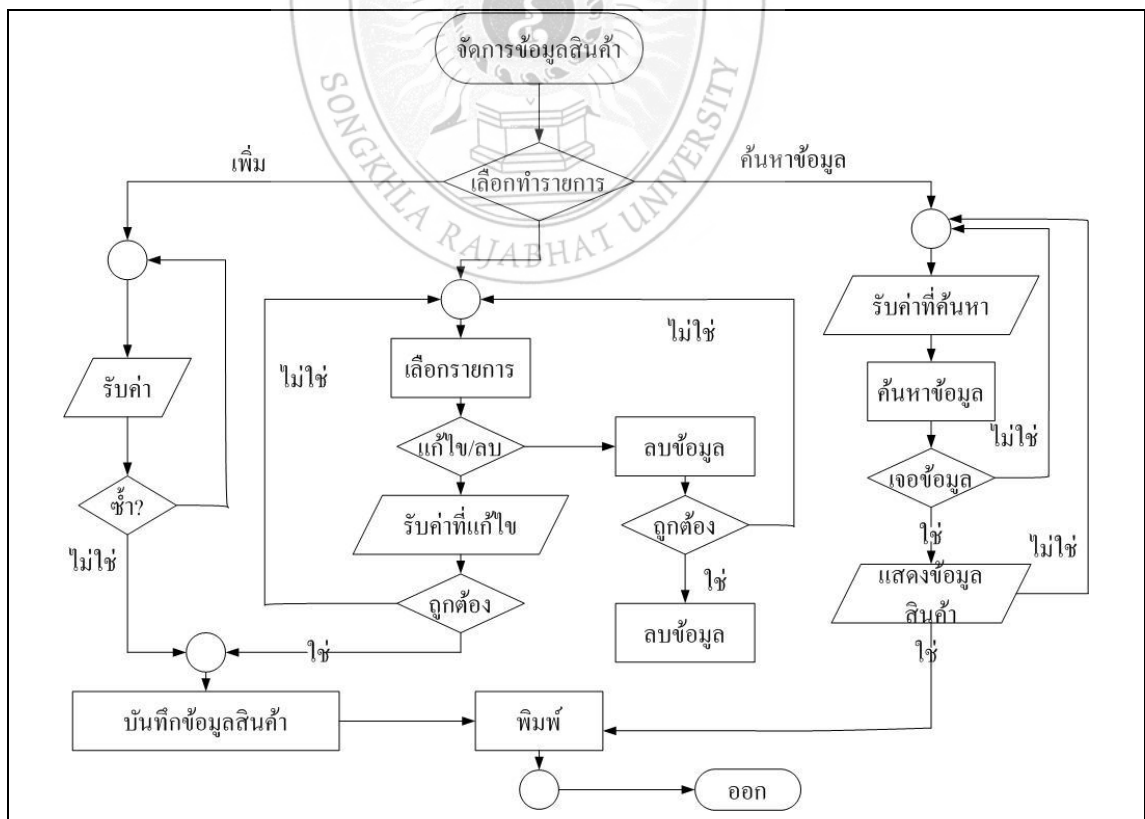 จัดการข้อมูลสินค้า
SONGKHLA RAJABHAT UNIVERSITY
เลือกทำรายการ
เพิ่ม
ค้นหาข้อมูล
รับค่า
ซ้ำ?
ไม่ใช่
เลือกรายการ
แก้ไข/ลบ
รับค่าที่แก้ไข
ถูกต้อง
ไม่ใช่
ใช่
ลบข้อมูล
ถูกต้อง
ไม่ใช่
ใช่
ลบข้อมูล
รับค่าที่ค้นหา
ค้นหาข้อมูล
เจอข้อมูล
ไม่ใช่
ใช่
แสดงข้อมูล
สินค้า
ไม่ใช่
ใช่
บันทึกข้อมูลสินค้า
พิมพ์
ออก